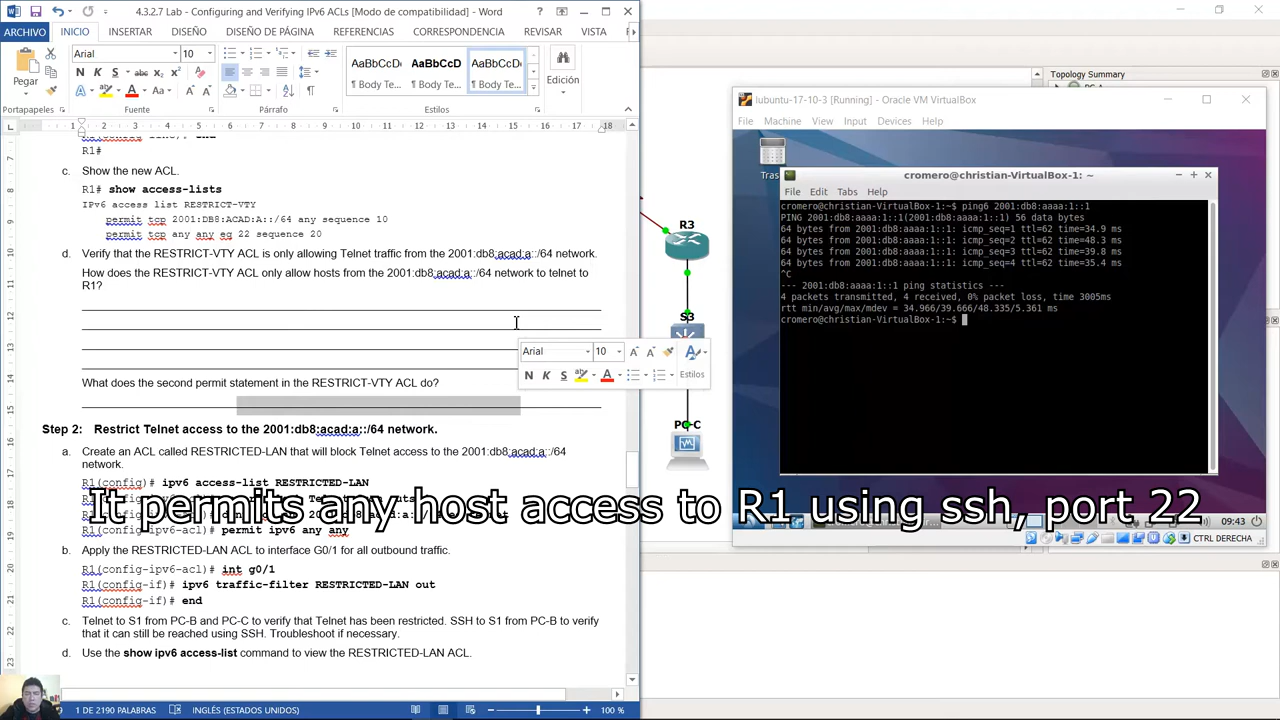 4.3.2.7 Lab - Configuring and Verifying IPv6 ACLs [Modo de compatibilidad] - Word
ARCHIVO INICIO INSERTAR DISEÑO DISEÑO DE PÁGINA REFERENCIAS CORRESPONDENCIA REVISAR VISTA
Pegar
Arial 10
AaBbCcD AaBbCcD AaBbCcD
¶ Body Te... ¶ Body Te... ¶ Body Te...
Edición
Portapapeles Fuente Párrafo Estilos
R1#
c. Show the new ACL.
R1# show access-lists
IPv6 access list RESTRICT-VTY
permit tcp 2001:DB8:ACAD:A::/64 any sequence 10
permit tcp any any eq 22 sequence 20
d. Verify that the RESTRICT-VTY ACL is only allowing Telnet traffic from the 2001:db8:acad:a::/64 network.
How does the RESTRICT-VTY ACL only allow hosts from the 2001:db8:acad:a::/64 network to telnet to
R1?
Arial 10
N K S Estilos
What does the second permit statement in the RESTRICT-VTY ACL do?
Step 2: Restrict Telnet access to the 2001:db8:acad:a::/64 network.
a. Create an ACL called RESTRICTED-LAN that will block Telnet access to the 2001:db8:acad:a::/64
network.
R1(config)# ipv6 access-list RESTRICTED-LAN
It permits any host access to R1 using ssh, port 22
R1(config-ipv6-acl)# permit ipv6 any any
b. Apply the RESTRICTED-LAN ACL to interface G0/1 for all outbound traffic.
R1(config-ipv6-acl)# int g0/1
R1(config-if)# ipv6 traffic-filter RESTRICTED-LAN out
R1(config-if)# end
c. Telnet to S1 from PC-B and PC-C to verify that Telnet has been restricted. SSH to S1 from PC-B to verify
that it can still be reached using SSH. Troubleshoot if necessary.
d. Use the show ipv6 access-list command to view the RESTRICTED-LAN ACL.
1 DE 2190 PALABRAS INGLÉS (ESTADOS UNIDOS) 100 %
Topology Summary
R3
S3
PC-C
lubuntu-17-10-3 [Running] - Oracle VM VirtualBox
File Machine View Input Devices Help
Tras
cromero@christian-VirtualBox-1: ~
File Edit Tabs Help
cromero@christian-VirtualBox-1:~$ ping6 2001:db8:aaaa:1::1
PING 2001:db8:aaaa:1::1(2001:db8:aaaa:1::1) 56 data bytes
64 bytes from 2001:db8:aaaa:1::1: icmp_seq=1 ttl=62 time=34.9 ms
64 bytes from 2001:db8:aaaa:1::1: icmp_seq=2 ttl=62 time=48.3 ms
64 bytes from 2001:db8:aaaa:1::1: icmp_seq=3 ttl=62 time=39.8 ms
64 bytes from 2001:db8:aaaa:1::1: icmp_seq=4 ttl=62 time=35.4 ms
^C
--- 2001:db8:aaaa:1::1 ping statistics ---
4 packets transmitted, 4 received, 0% packet loss, time 3005ms
rtt min/avg/max/mdev = 34.966/39.666/48.335/5.361 ms
cromero@christian-VirtualBox-1:~$
09:43
CTRL DERECHA